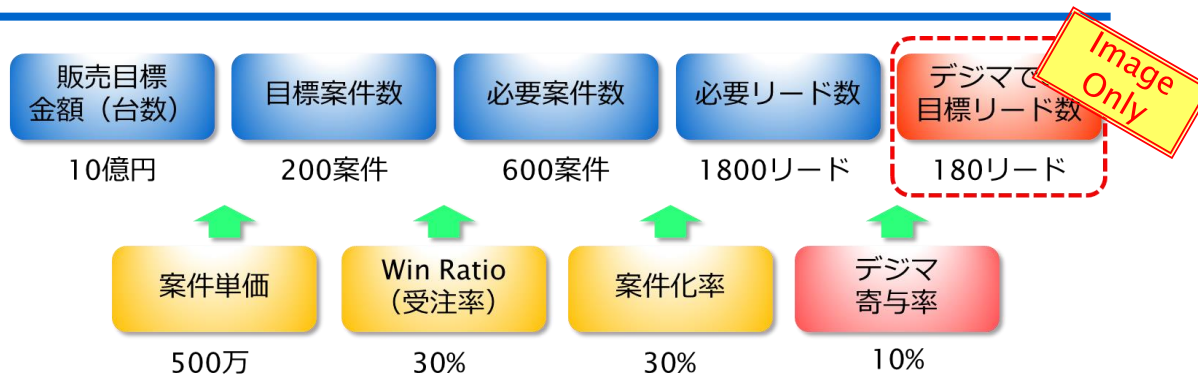 販売目標
金額（台数）
目標案件数
必要案件数
必要リード数
デジマで
目標リード数
Image
Only
10億円
200案件
600案件
1800リード
180リード
案件単価
Win Ratio
（受注率）
案件化率
デジマ
寄与率
500万
30%
30%
10%